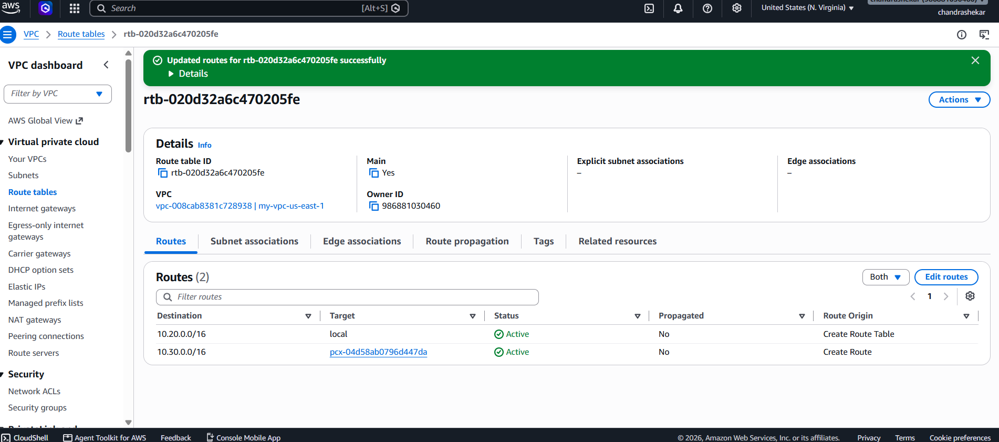 aws
Search [Alt+S]
United States (N. Virginia)
chandrashekar
VPC > Route tables > rtb-020d32a6c470205fe
VPC dashboard
Filter by VPC
AWS Global View
Virtual private cloud
Your VPCs
Subnets
Route tables
Internet gateways
Egress-only internet
gateways
Carrier gateways
DHCP option sets
Elastic IPs
Managed prefix lists
NAT gateways
Peering connections
Route servers
Security
Network ACLs
Security groups
Updated routes for rtb-020d32a6c470205fe successfully
Details
rtb-020d32a6c470205fe
Actions
Details Info
Route table ID
rtb-020d32a6c470205fe
Main
Yes
Explicit subnet associations
–
Edge associations
–
VPC
vpc-008cab8381c728938 | my-vpc-us-east-1
Owner ID
986881030460
Routes Subnet associations Edge associations Route propagation Tags Related resources
Routes (2)
Both Edit routes
Filter routes
1
Destination Target Status Propagated Route Origin
10.20.0.0/16 local Active No Create Route Table
10.30.0.0/16 pcx-04d58ab0796d447da Active No Create Route
CloudShell Agent Toolkit for AWS Feedback Console Mobile App © 2026, Amazon Web Services, Inc. or its affiliates. Privacy Terms Cookie preferences